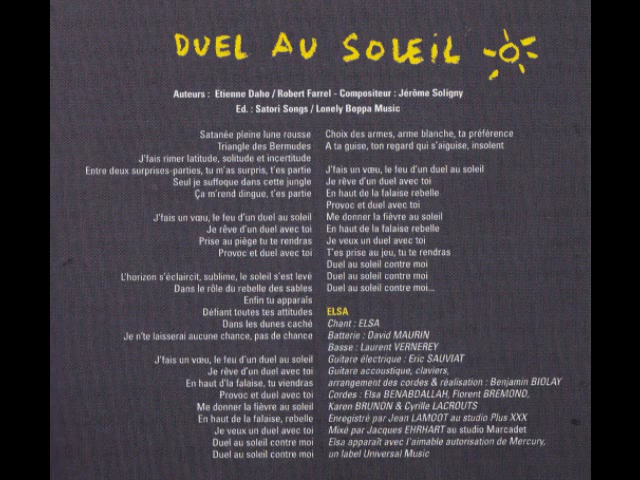 DUEL AU SOLEIL
Auteurs : Etienne Daho / Robert Farrel - Compositeur : Jérôme Soligny
Ed. : Satori Songs / Lonely Boppa Music
Satanée pleine lune rousse
Triangle des Bermudes
J'fais rimer latitude, solitude et incertitude
Entre deux surprises-parties, tu m'as surpris, t'es partie
Seul je suffoque dans cette jungle
Ça m'rend dingue, t'es partie
J'fais un vœu, le feu d'un duel au soleil
Je rêve d'un duel avec toi
Prise au piège tu te rendras
Provoc et duel avec toi
L'horizon s'éclaircit, sublime, le soleil s'est levé
Dans le rôle du rebelle des sables
Enfin tu apparaîs
Défiant toutes tes attitudes
Dans les dunes caché
Je n'te laisserai aucune chance, pas de chance
J'fais un vœu, le feu d'un duel au soleil
Je rêve d'un duel avec toi
En haut d'la falaise, tu viendras
Provoc et duel avec toi
Me donner la fièvre au soleil
En haut de la falaise, rebelle
Je veux un duel avec toi
Duel au soleil contre moi
Duel au soleil contre moi
Choix des armes, arme blanche, ta préférence
A ta guise, ton regard qui s'aiguise, insolent
J'fais un vœu, le feu d'un duel au soleil
Je rêve d'un duel avec toi
En haut de la falaise rebelle
Provoc et duel avec toi
Me donner la fièvre au soleil
En haut de la falaise rebelle
Je veux un duel avec toi
T'es prise au jeu, tu te rendras
Duel au soleil contre moi
Duel au soleil contre moi
Duel au soleil contre moi...
ELSA
Chant : ELSA
Batterie : David MAURIN
Basse : Laurent VERNEREY
Guitare électrique : Eric SAUVIAT
Guitare accoustique, claviers,
arrangement des cordes & réalisation : Benjamin BIOLAY
Cordes : Elsa BENABDALLAH, Florent BREMOND,
Karen BRUNON & Cyrille LACROUTS
Enregistré par Jean LAMOOT au studio Plus XXX
Mixé par Jacques EHRHART au studio Marcadet
Elsa apparaît avec l'aimable autorisation de Mercury,
un label Universal Music